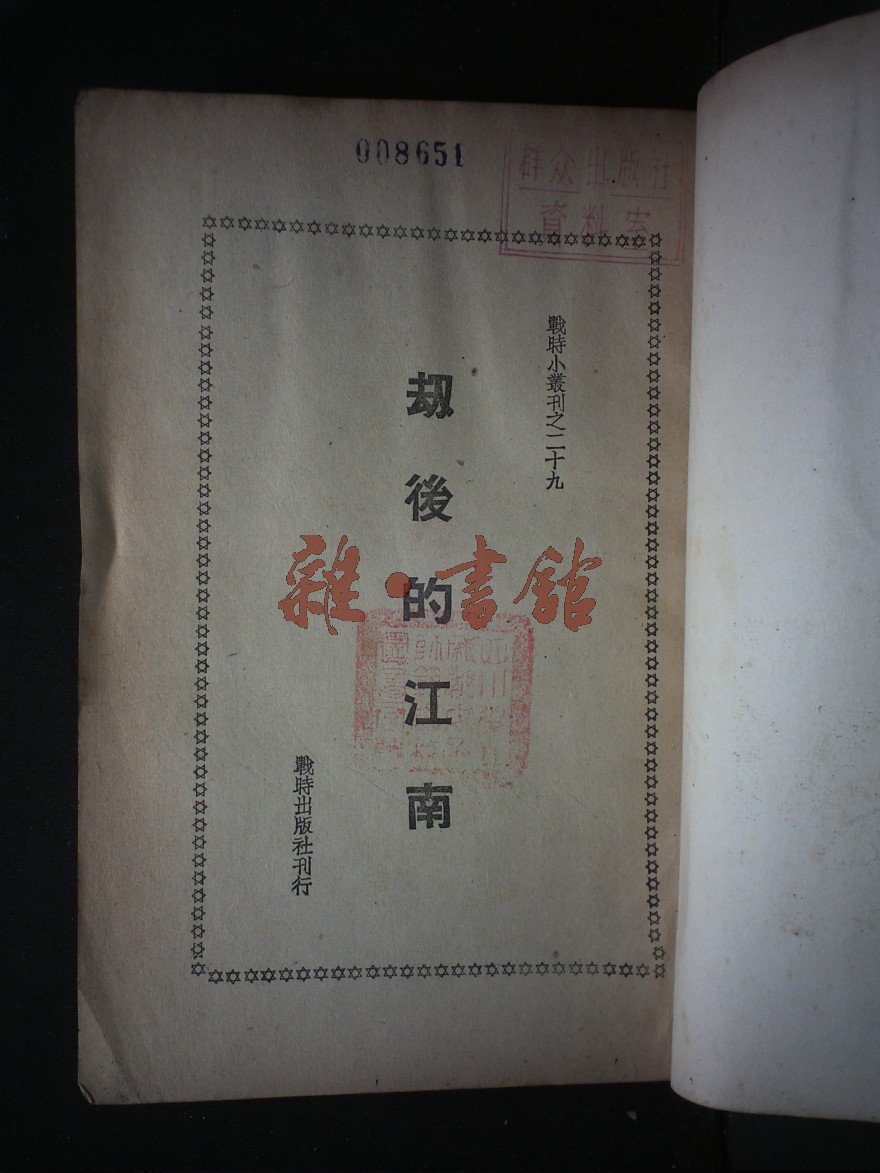 008651
群众出版社
資料室
戰時小叢刊之二十九
刼後的江南
雜·書館
戰時出版社刊行